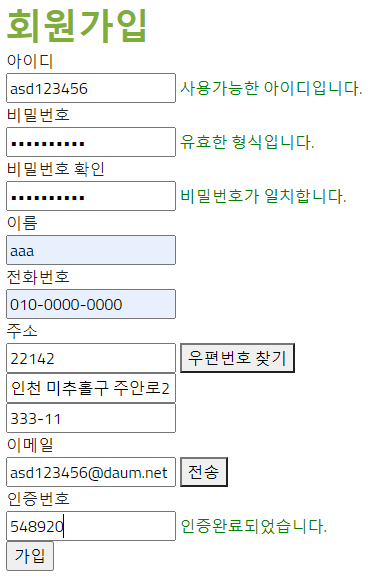 회원가입
아이디
asd123456 사용가능한 아이디입니다.
비밀번호
•••••••••• 유효한 형식입니다.
비밀번호 확인
•••••••••• 비밀번호가 일치합니다.
이름
aaa
전화번호
010-0000-0000
주소
22142 우편번호 찾기
인천 미추홀구 주안로2
333-11
이메일
asd123456@daum.net 전송
인증번호
548920 인증완료되었습니다.
가입